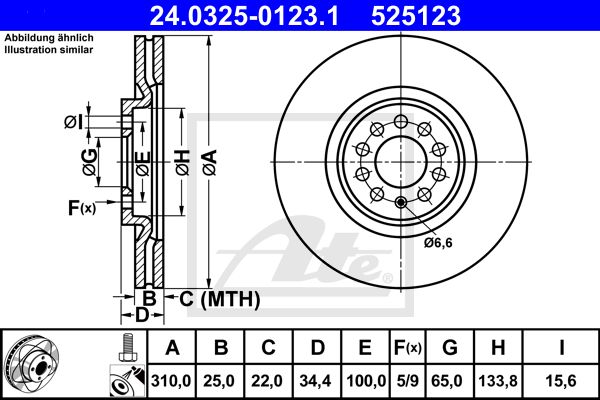 24.0325-0123.1 525123
Abbildung ähnlich
Illustration similar
ØI
ØG
ØE
ØH
ØA
F(x)
B
C (MTH)
D
Ø6,6
Ate
A B C D E F(x) G H I
310,0 25,0 22,0 34,4 100,0 5/9 65,0 133,8 15,6